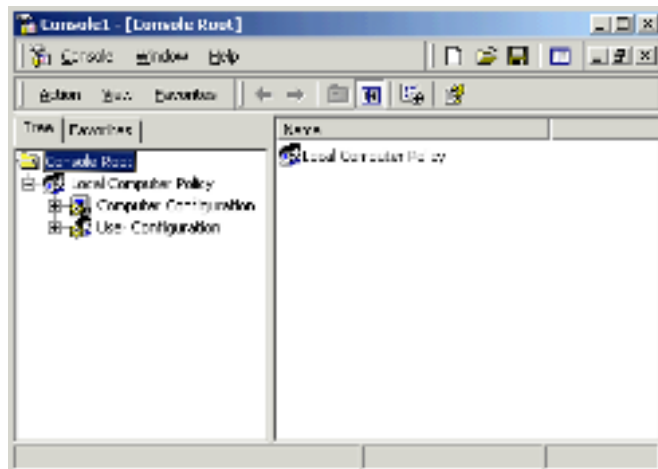 Console1 - [Console Root]
Console Window Help
Action View Favorites
Tree Favorites
Name
Console Root
Local Computer Policy
Local Computer Policy
Computer Configuration
User Configuration